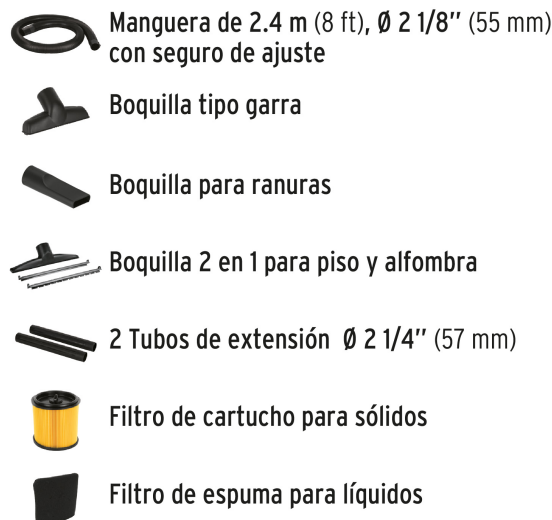 Manguera de 2.4 m (8 ft), Ø 2 1/8" (55 mm)
con seguro de ajuste
Boquilla tipo garra
Boquilla para ranuras
Boquilla 2 en 1 para piso y alfombra
2 Tubos de extensión Ø 2 1/4" (57 mm)
Filtro de cartucho para sólidos
Filtro de espuma para líquidos